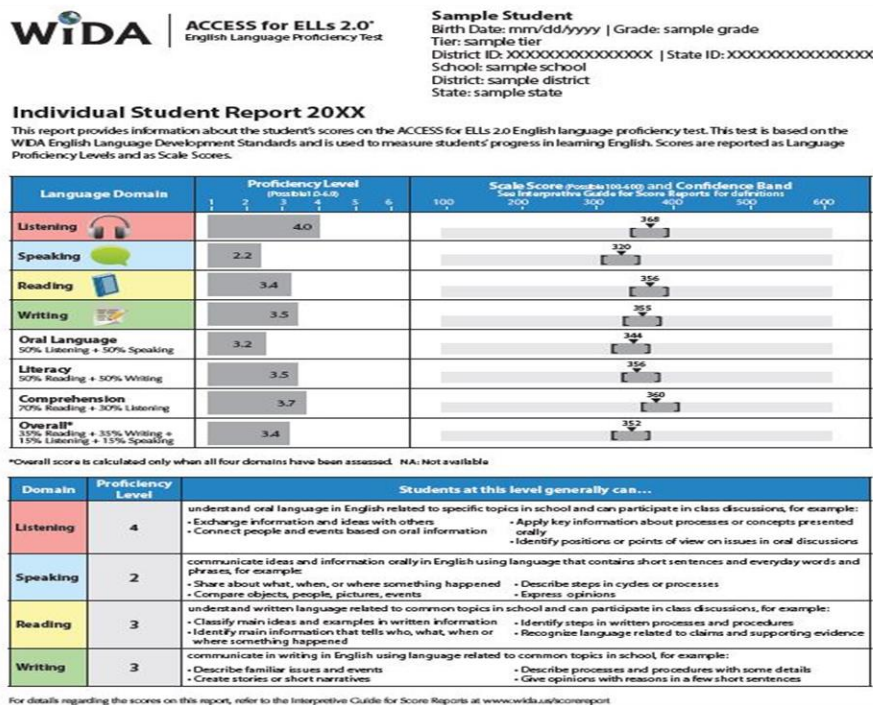 WIDA
ACCESS for ELLs 2.0*
English Language Proficiency Test
Sample Student
Birth Date: mm/dd/yyyy | Grade: sample grade
Tier: sample tier
District ID: XXXXXXXXXXXXXXX | State ID: XXXXXXXXXXXXXXX
School: sample school
District: sample district
State: sample state
Individual Student Report 20XX
This report provides information about the student's scores on the ACCESS for ELLs 2.0 English language proficiency test. This test is based on the
WIDA English Language Development Standards and is used to measure students' progress in learning English. Scores are reported as Language
Proficiency Levels and as Scale Scores.
Language Domain
Proficiency Level
(Possible 1.0-6.0)
1 2 3 4 5 6
Scale Score (Possible 100-600) and Confidence Band
See Interpretive Guide for Score Reports for definitions
100 200 300 400 500 600
Listening 4.0 368
Speaking 2.2 320
Reading 3.4 356
Writing 3.5 355
Oral Language 3.2 344
50% Listening + 50% Speaking
Literacy 3.5 356
50% Reading + 50% Writing
Comprehension 3.7 360
70% Reading + 30% Listening
Overall* 3.4 352
35% Reading + 35% Writing +
15% Listening + 15% Speaking
*Overall score is calculated only when all four domains have been assessed. NA: Not available
Domain
Proficiency
Level
Students at this level generally can...
Listening 4
understand oral language in English related to specific topics in school and can participate in class discussions, for example:
• Exchange information and ideas with others
• Connect people and events based on oral information
• Apply key information about processes or concepts presented
orally
• Identify positions or points of view on issues in oral discussions
Speaking 2
communicate ideas and information orally in English using language that contains short sentences and everyday words and
phrases, for example:
• Share about what, when, or where something happened
• Compare objects, people, pictures, events
• Describe steps in cycles or processes
• Express opinions
Reading 3
understand written language related to common topics in school and can participate in class discussions, for example:
• Classify main ideas and examples in written information
• Identify main information that tells who, what, when or
where something happened
• Identify steps in written processes and procedures
• Recognize language related to claims and supporting evidence
Writing 3
communicate in writing in English using language related to common topics in school, for example:
• Describe familiar issues and events
• Create stories or short narratives
• Describe processes and procedures with some details
• Give opinions with reasons in a few short sentences
For details regarding the scores on this report, refer to the Interpretive Guide for Score Reports at www.wida.us/scorereport